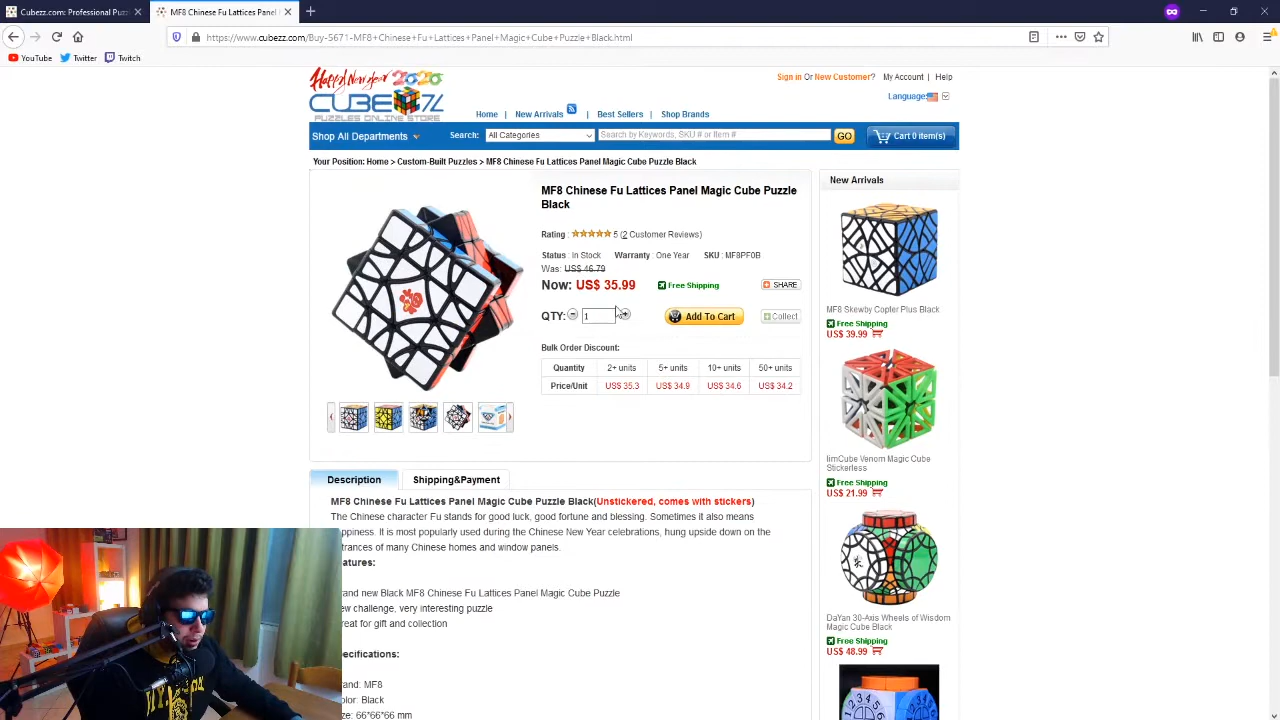 Cubezz.com: Professional Puzzle
MF8 Chinese Fu Lattices Panel
https://www.cubezz.com/Buy-5671-MF8+Chinese+Fu+Lattices+Panel+Magic+Cube+Puzzle+Black.html
YouTube Twitter Twitch
Happy New Year 2020
CUBEZZ
PUZZLES ONLINE STORE
Sign in Or New Customer? My Account | Help
Language:
Home | New Arrivals | Best Sellers | Shop Brands
Shop All Departments Search: All Categories Search by Keywords, SKU # or Item # GO Cart 0 item(s)
Your Position: Home > Custom-Built Puzzles > MF8 Chinese Fu Lattices Panel Magic Cube Puzzle Black
MF8 Chinese Fu Lattices Panel Magic Cube Puzzle
Black
Rating : 5 (2 Customer Reviews)
Status : In Stock Warranty : One Year SKU : MF8PF0B
Was: US$ 46.79
Now: US$ 35.99 Free Shipping SHARE
QTY: 1 Add To Cart Collect
Bulk Order Discount:
Quantity 2+ units 5+ units 10+ units 50+ units
Price/Unit US$ 35.3 US$ 34.9 US$ 34.6 US$ 34.2
New Arrivals
MF8 Skewby Copter Plus Black
Free Shipping
US$ 39.99
limCube Venom Magic Cube
Stickerless
Free Shipping
US$ 21.99
DaYan 30-Axis Wheels of Wisdom
Magic Cube Black
Free Shipping
US$ 48.99
Description Shipping&Payment
MF8 Chinese Fu Lattices Panel Magic Cube Puzzle Black(Unstickered, comes with stickers)
The Chinese character Fu stands for good luck, good fortune and blessing. Sometimes it also means
appiness. It is most popularly used during the Chinese New Year celebrations, hung upside down on the
trances of many Chinese homes and window panels.
eatures:
rand new Black MF8 Chinese Fu Lattices Panel Magic Cube Puzzle
ew challenge, very interesting puzzle
reat for gift and collection
pecifications:
and: MF8
olor: Black
ze: 66*66*66 mm